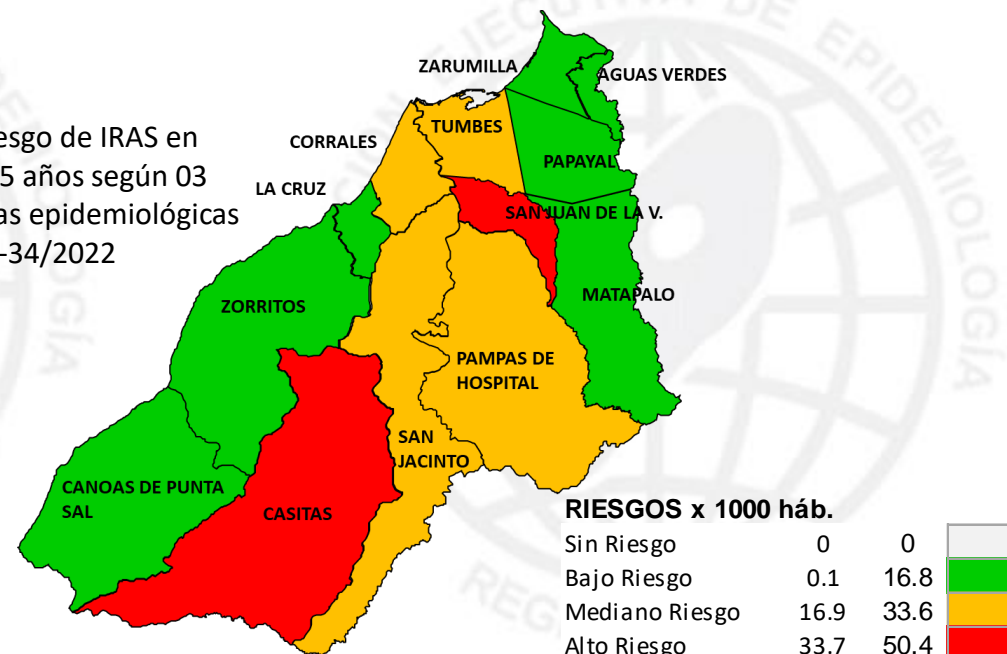 esgo de IRAS en
5 años según 03
as epidemiológicas
-34/2022
ZARUMILLA
AGUAS VERDES
CORRALES
TUMBES
PAPAYAL
LA CRUZ
SAN JUAN DE LA V.
ZORRITOS
MATAPALO
PAMPAS DE
HOSPITAL
SAN
JACINTO
CANOAS DE PUNTA
SAL
CASITAS
RIESGOS x 1000 háb.
Sin Riesgo 0 0
Bajo Riesgo 0.1 16.8
Mediano Riesgo 16.9 33.6
Alto Riesgo 33.7 50.4